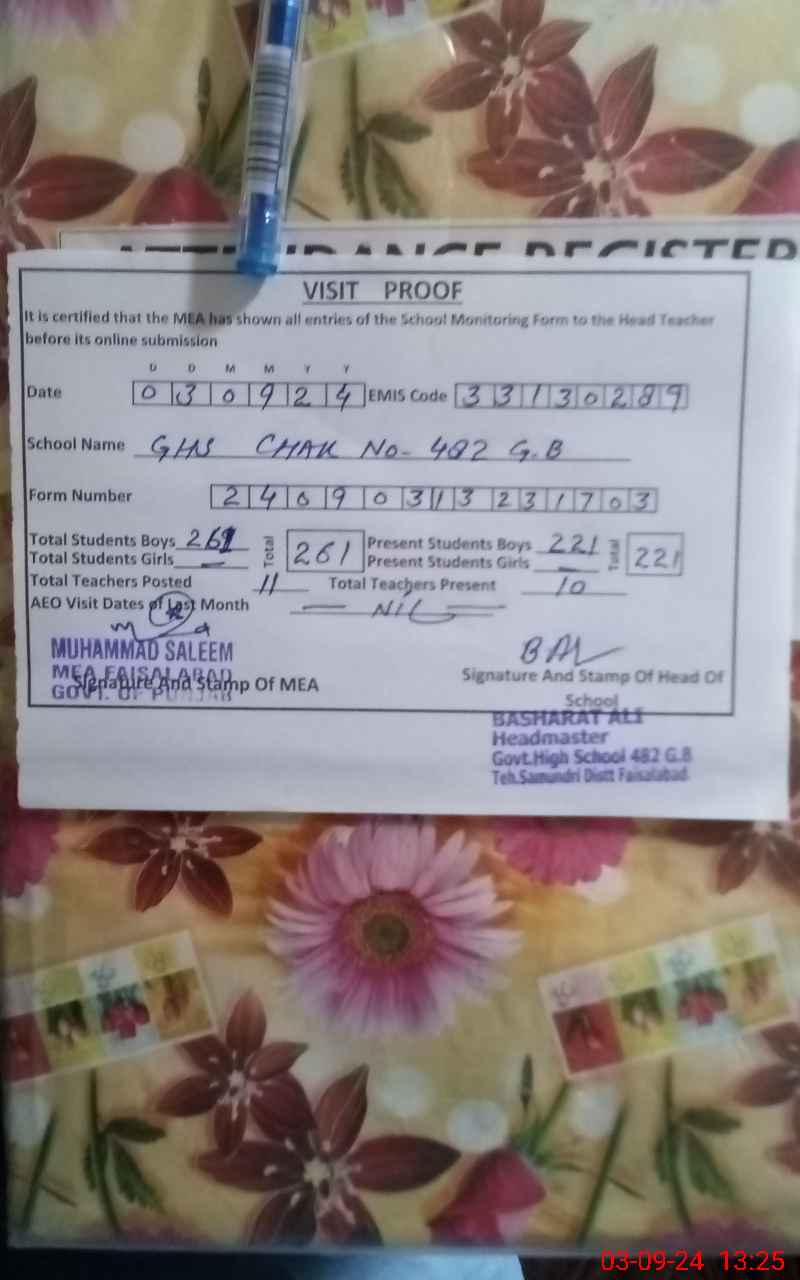 ATTENDANCE REGISTER
VISIT PROOF
It is certified that the MEA has shown all entries of the School Monitoring Form to the Head Teacher
before its online submission
D D M M Y Y
Date 0 3 0 9 2 4 EMIS Code 3 3 1 3 0 2 8 9
School Name GHS CHAK No- 482 G.B
Form Number 2 4 0 9 0 3 1 3 2 3 1 7 0 3
Total Students Boys 261 Total 261 Present Students Boys 221 Total 221
Total Students Girls — Present Students Girls —
Total Teachers Posted 11 Total Teachers Present 10
AEO Visit Dates of Last Month — NIL —
MUHAMMAD SALEEM
MEA FAISALABAD
GOVT. OF PUNJAB
Signature And Stamp Of MEA
Signature And Stamp Of Head Of
School
BASHARAT ALI
Headmaster
Govt.High School 482 G.B
Teh.Samundri Distt Faisalabad.
03-09-24 13:25